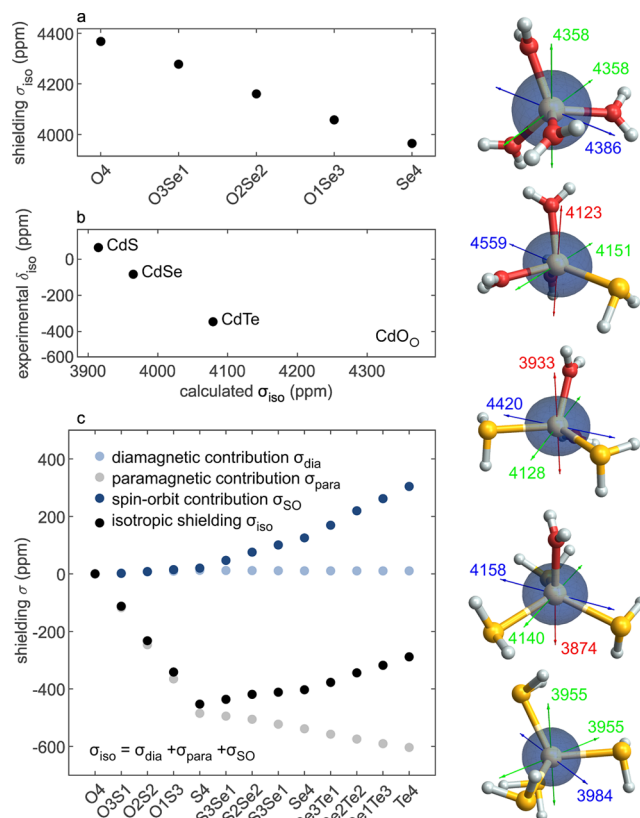 a
shielding σiso (ppm)
4400
4200
4000
O4
O3Se1
O2Se2
O1Se3
Se4
b
experimental δiso (ppm)
0
-200
-400
-600
CdS
CdSe
CdTe
CdO
3900
4000
4100
4200
4300
calculated σiso (ppm)
c
shielding σ (ppm)
400
200
0
-200
-400
-600
diamagnetic contribution σdia
paramagnetic contribution σpara
spin-orbit contribution σSO
isotropic shielding σiso
σiso = σdia +σpara +σSO
O4
O3S1
O2S2
O1S3
S4
S3Se1
S2Se2
S3Se1
Se4
Se2Te2
Te4
4358
4358
4386
4123
4559
4151
3933
4420
4128
4158
4140
3874
3955
3955
3984